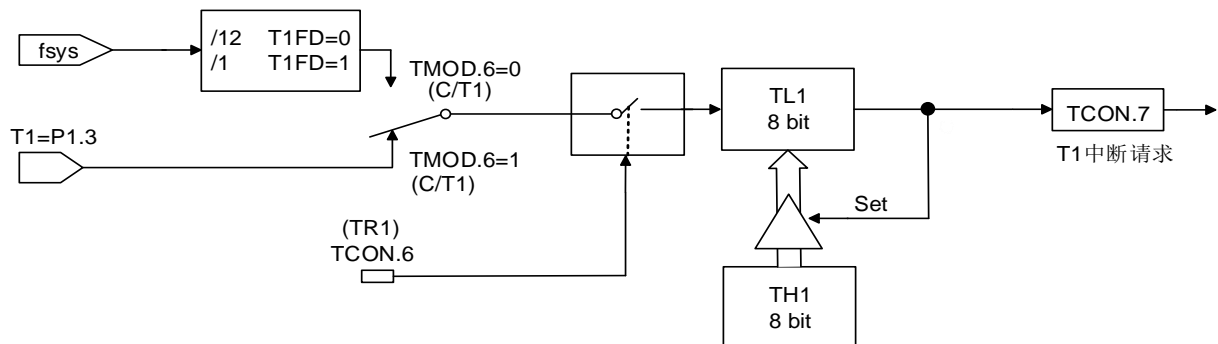 fsys
/12 T1FD=0
/1 T1FD=1
TMOD.6=0
(C/T1)
T1=P1.3
TMOD.6=1
(C/T1)
(TR1)
TCON.6
TL1
8 bit
TCON.7
T1中断请求
Set
TH1
8 bit